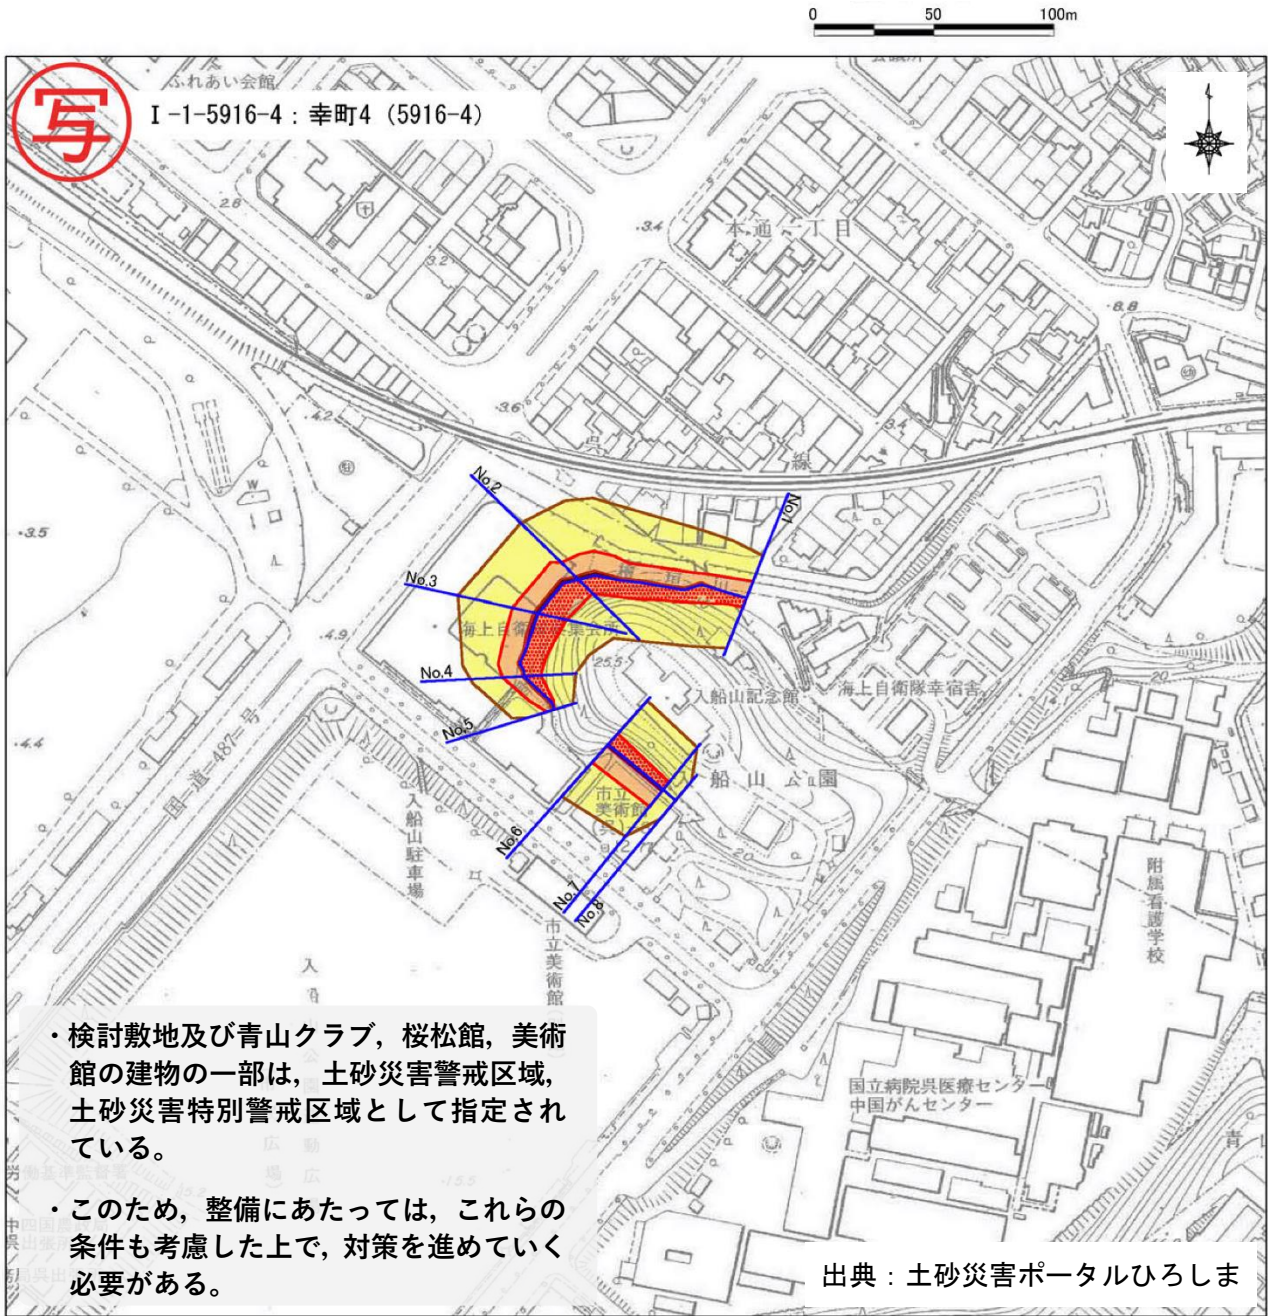 0 50 100m
写
ふれあい会館
Ⅰ-1-5916-4：幸町4（5916-4）
2.8
3.2
.3.4
本通一丁目
8.8
.3.6
.4.2
3.4
呉
線
.3.5
No.2
No.1
No.3
.4.9
海上自衛
集会所
No.4
25.5
入船山記念館
海上自衛隊幸宿舎
20
No.5
.4.4
国道487号
船山公園
入船山駐車場
市立
美術館
No.6
20
No.7
No.8
附属看護学校
市立美術館
・検討敷地及び青山クラブ，桜松館，美術
館の建物の一部は，土砂災害警戒区域，
土砂災害特別警戒区域として指定され
ている。
・このため，整備にあたっては，これらの
条件も考慮した上で，対策を進めていく
必要がある。
国立病院呉医療センター
中国がんセンター
青
出典：土砂災害ポータルひろしま